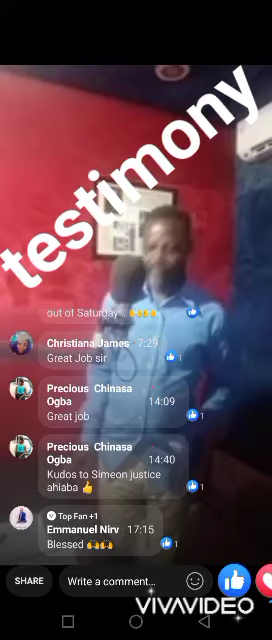 testimony
out of Saturday .. 🙌🙌🙌
1
Christiana James · 7:29
Great Job sir
1
Precious Chinasa
Ogba 14:09
Great job
1
Precious Chinasa
Ogba 14:40
Kudos to Simeon justice
ahiaba 👍
1
Top Fan +1
Emmanuel Nirv · 17:15
Blessed 🙌🙌
1
SHARE
Write a comment...
VIVAVIDEO